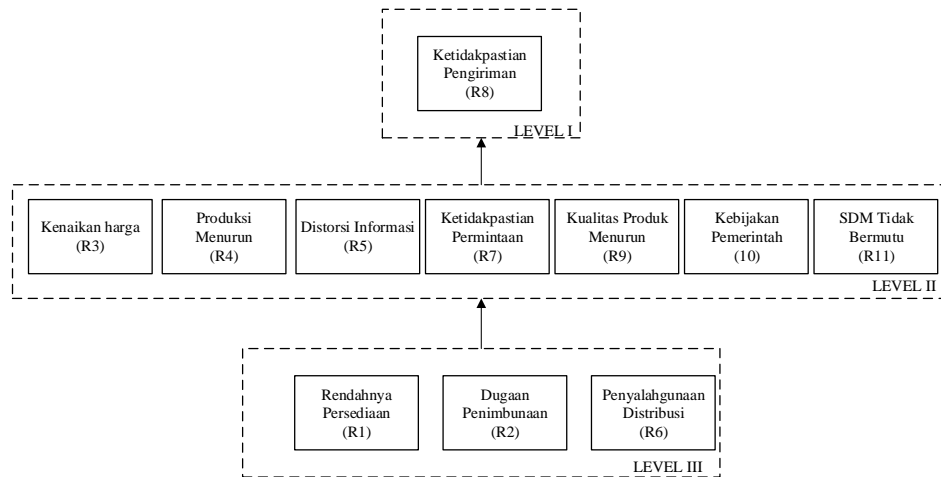 Ketidakpastian
Pengiriman
(R8)
LEVEL I
Kenaikan harga
(R3)
Produksi
Menurun
(R4)
Distorsi Informasi
(R5)
Ketidakpastian
Permintaan
(R7)
Kualitas Produk
Menurun
(R9)
Kebijakan
Pemerintah
(10)
SDM Tidak
Bermutu
(R11)
LEVEL II
Rendahnya
Persediaan
(R1)
Dugaan
Penimbunaan
(R2)
Penyalahgunaan
Distribusi
(R6)
LEVEL III